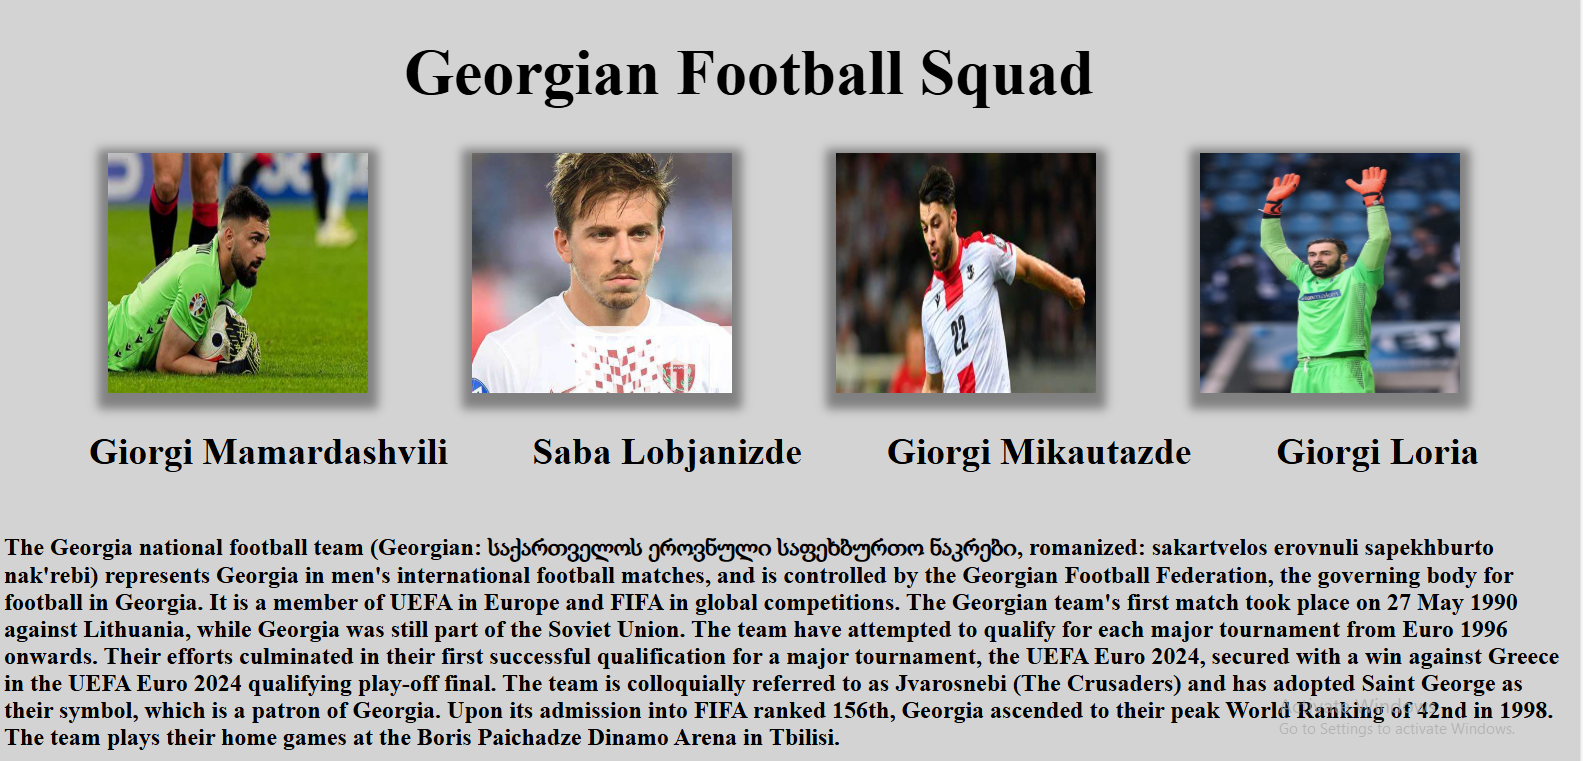 Georgian Football Squad
22
Giorgi Mamardashvili
Saba Lobjanizde
Giorgi Mikautazde
Giorgi Loria
The Georgia national football team (Georgian: საქართველოს ეროვნული საფეხბურთო ნაკრები, romanized: sakartvelos erovnuli sapekhburto
nak'rebi) represents Georgia in men's international football matches, and is controlled by the Georgian Football Federation, the governing body for
football in Georgia. It is a member of UEFA in Europe and FIFA in global competitions. The Georgian team's first match took place on 27 May 1990
against Lithuania, while Georgia was still part of the Soviet Union. The team have attempted to qualify for each major tournament from Euro 1996
onwards. Their efforts culminated in their first successful qualification for a major tournament, the UEFA Euro 2024, secured with a win against Greece
in the UEFA Euro 2024 qualifying play-off final. The team is colloquially referred to as Jvarosnebi (The Crusaders) and has adopted Saint George as
their symbol, which is a patron of Georgia. Upon its admission into FIFA ranked 156th, Georgia ascended to their peak World Ranking of 42nd in 1998.
The team plays their home games at the Boris Paichadze Dinamo Arena in Tbilisi.
Activate Windows
Go to Settings to activate Windows.